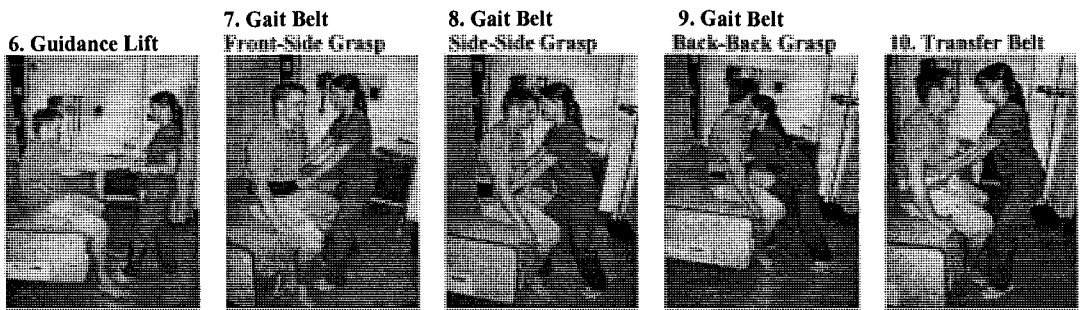 6. Guidance Lift
7. Gait Belt
Front-Side Grasp
8. Gait Belt
Side-Side Grasp
9. Gait Belt
Back-Back Grasp
10. Transfer Belt